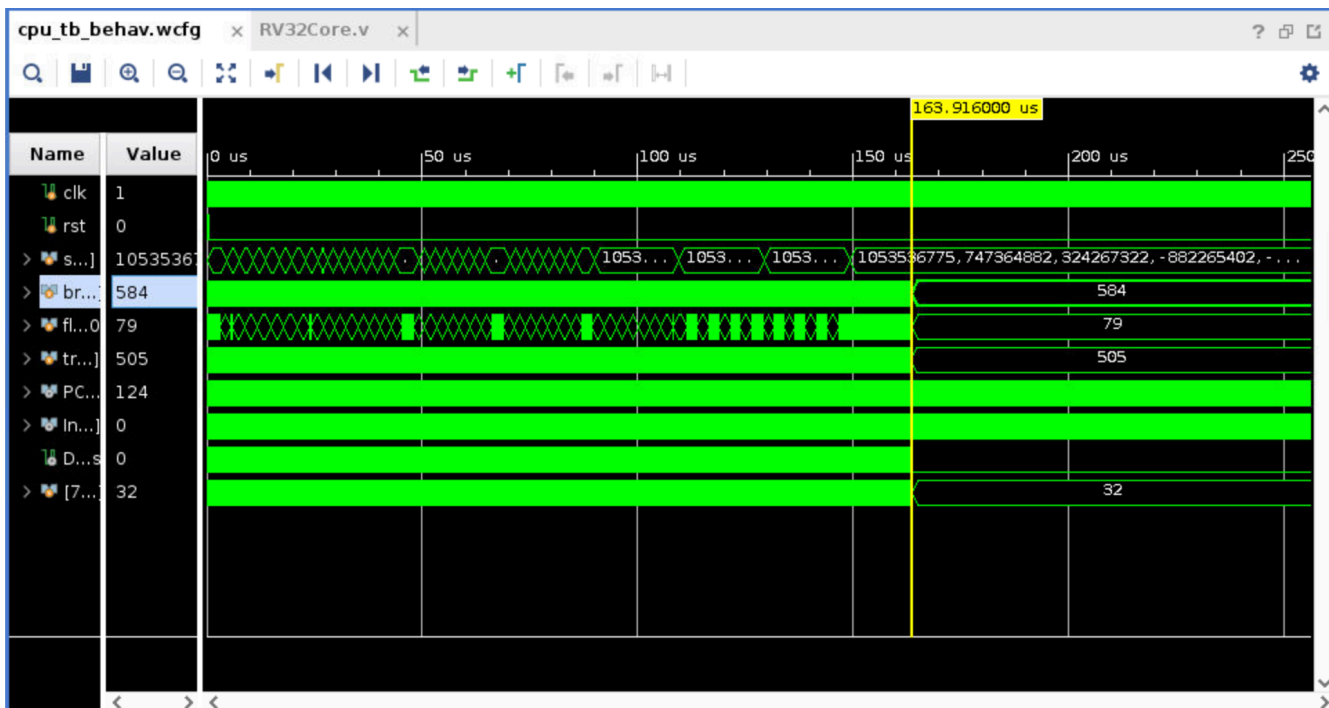 cpu_tb_behav.wcfg × RV32Core.v ×
163.916000 us
Name Value 0 us 50 us 100 us 150 us 200 us 250
clk 1
rst 0
s...] 10535367 . . 1053... 1053... 1053... 1053536775,747364882,324267322,-882265402,-...
br...] 584 584
fl...0 79 79
tr...] 505 505
PC... 124
In...] 0
D...s 0
[7...] 32 32